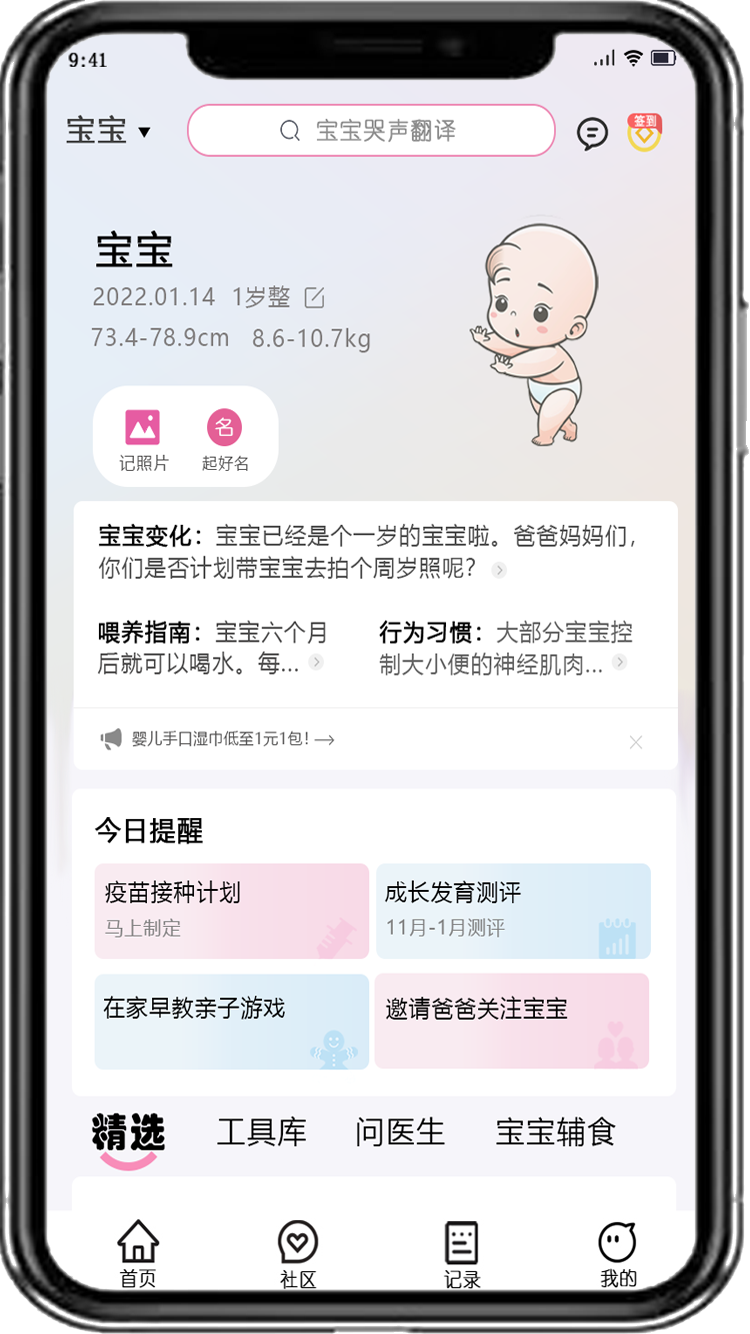 9:41
宝宝 ▼
宝宝哭声翻译
签到
宝宝
2022.01.14 1岁整
73.4-78.9cm 8.6-10.7kg
名
记照片 起好名
宝宝变化：宝宝已经是个一岁的宝宝啦。爸爸妈妈们，
你们是否计划带宝宝去拍个周岁照呢？
喂养指南：宝宝六个月
后就可以喝水。每...
行为习惯：大部分宝宝控
制大小便的神经肌肉...
婴儿手口湿巾低至1元1包!
今日提醒
疫苗接种计划
马上制定
成长发育测评
11月-1月测评
在家早教亲子游戏
邀请爸爸关注宝宝
精选 工具库 问医生 宝宝辅食
首页 社区 记录 我的